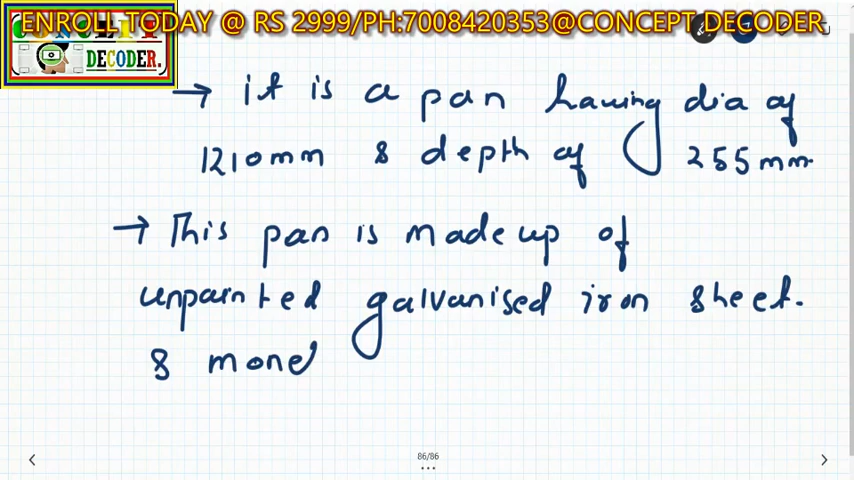 ENROLL TODAY @ RS 2999/PH:7008420353@CONCEPT DECODER
DECODER.
→ it is a pan having dia of
1210mm & depth of 255mm.
→ This pan is made up of
unpainted galvanised iron sheet.
& mone
86/86